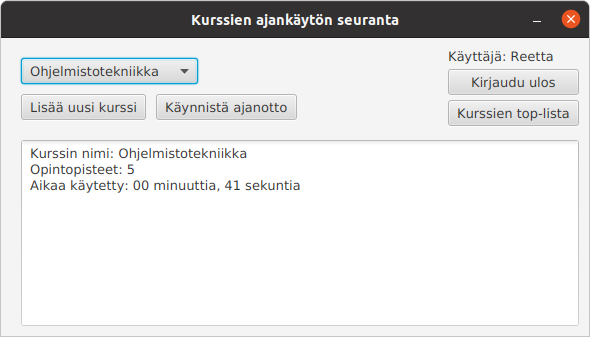 Kurssien ajankäytön seuranta
Käyttäjä: Reetta
Ohjelmistotekniikka
Kirjaudu ulos
Lisää uusi kurssi
Käynnistä ajanotto
Kurssien top-lista
Kurssin nimi: Ohjelmistotekniikka
Opintopisteet: 5
Aikaa käytetty: 00 minuuttia, 41 sekuntia